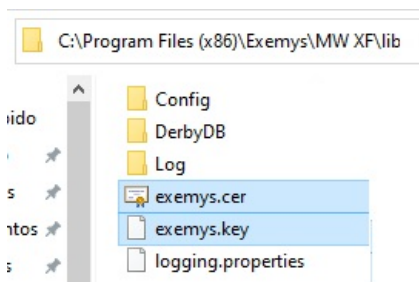 C:\Program Files (x86)\Exemys\MW XF\lib
Config
DerbyDB
Log
exemys.cer
exemys.key
logging.properties